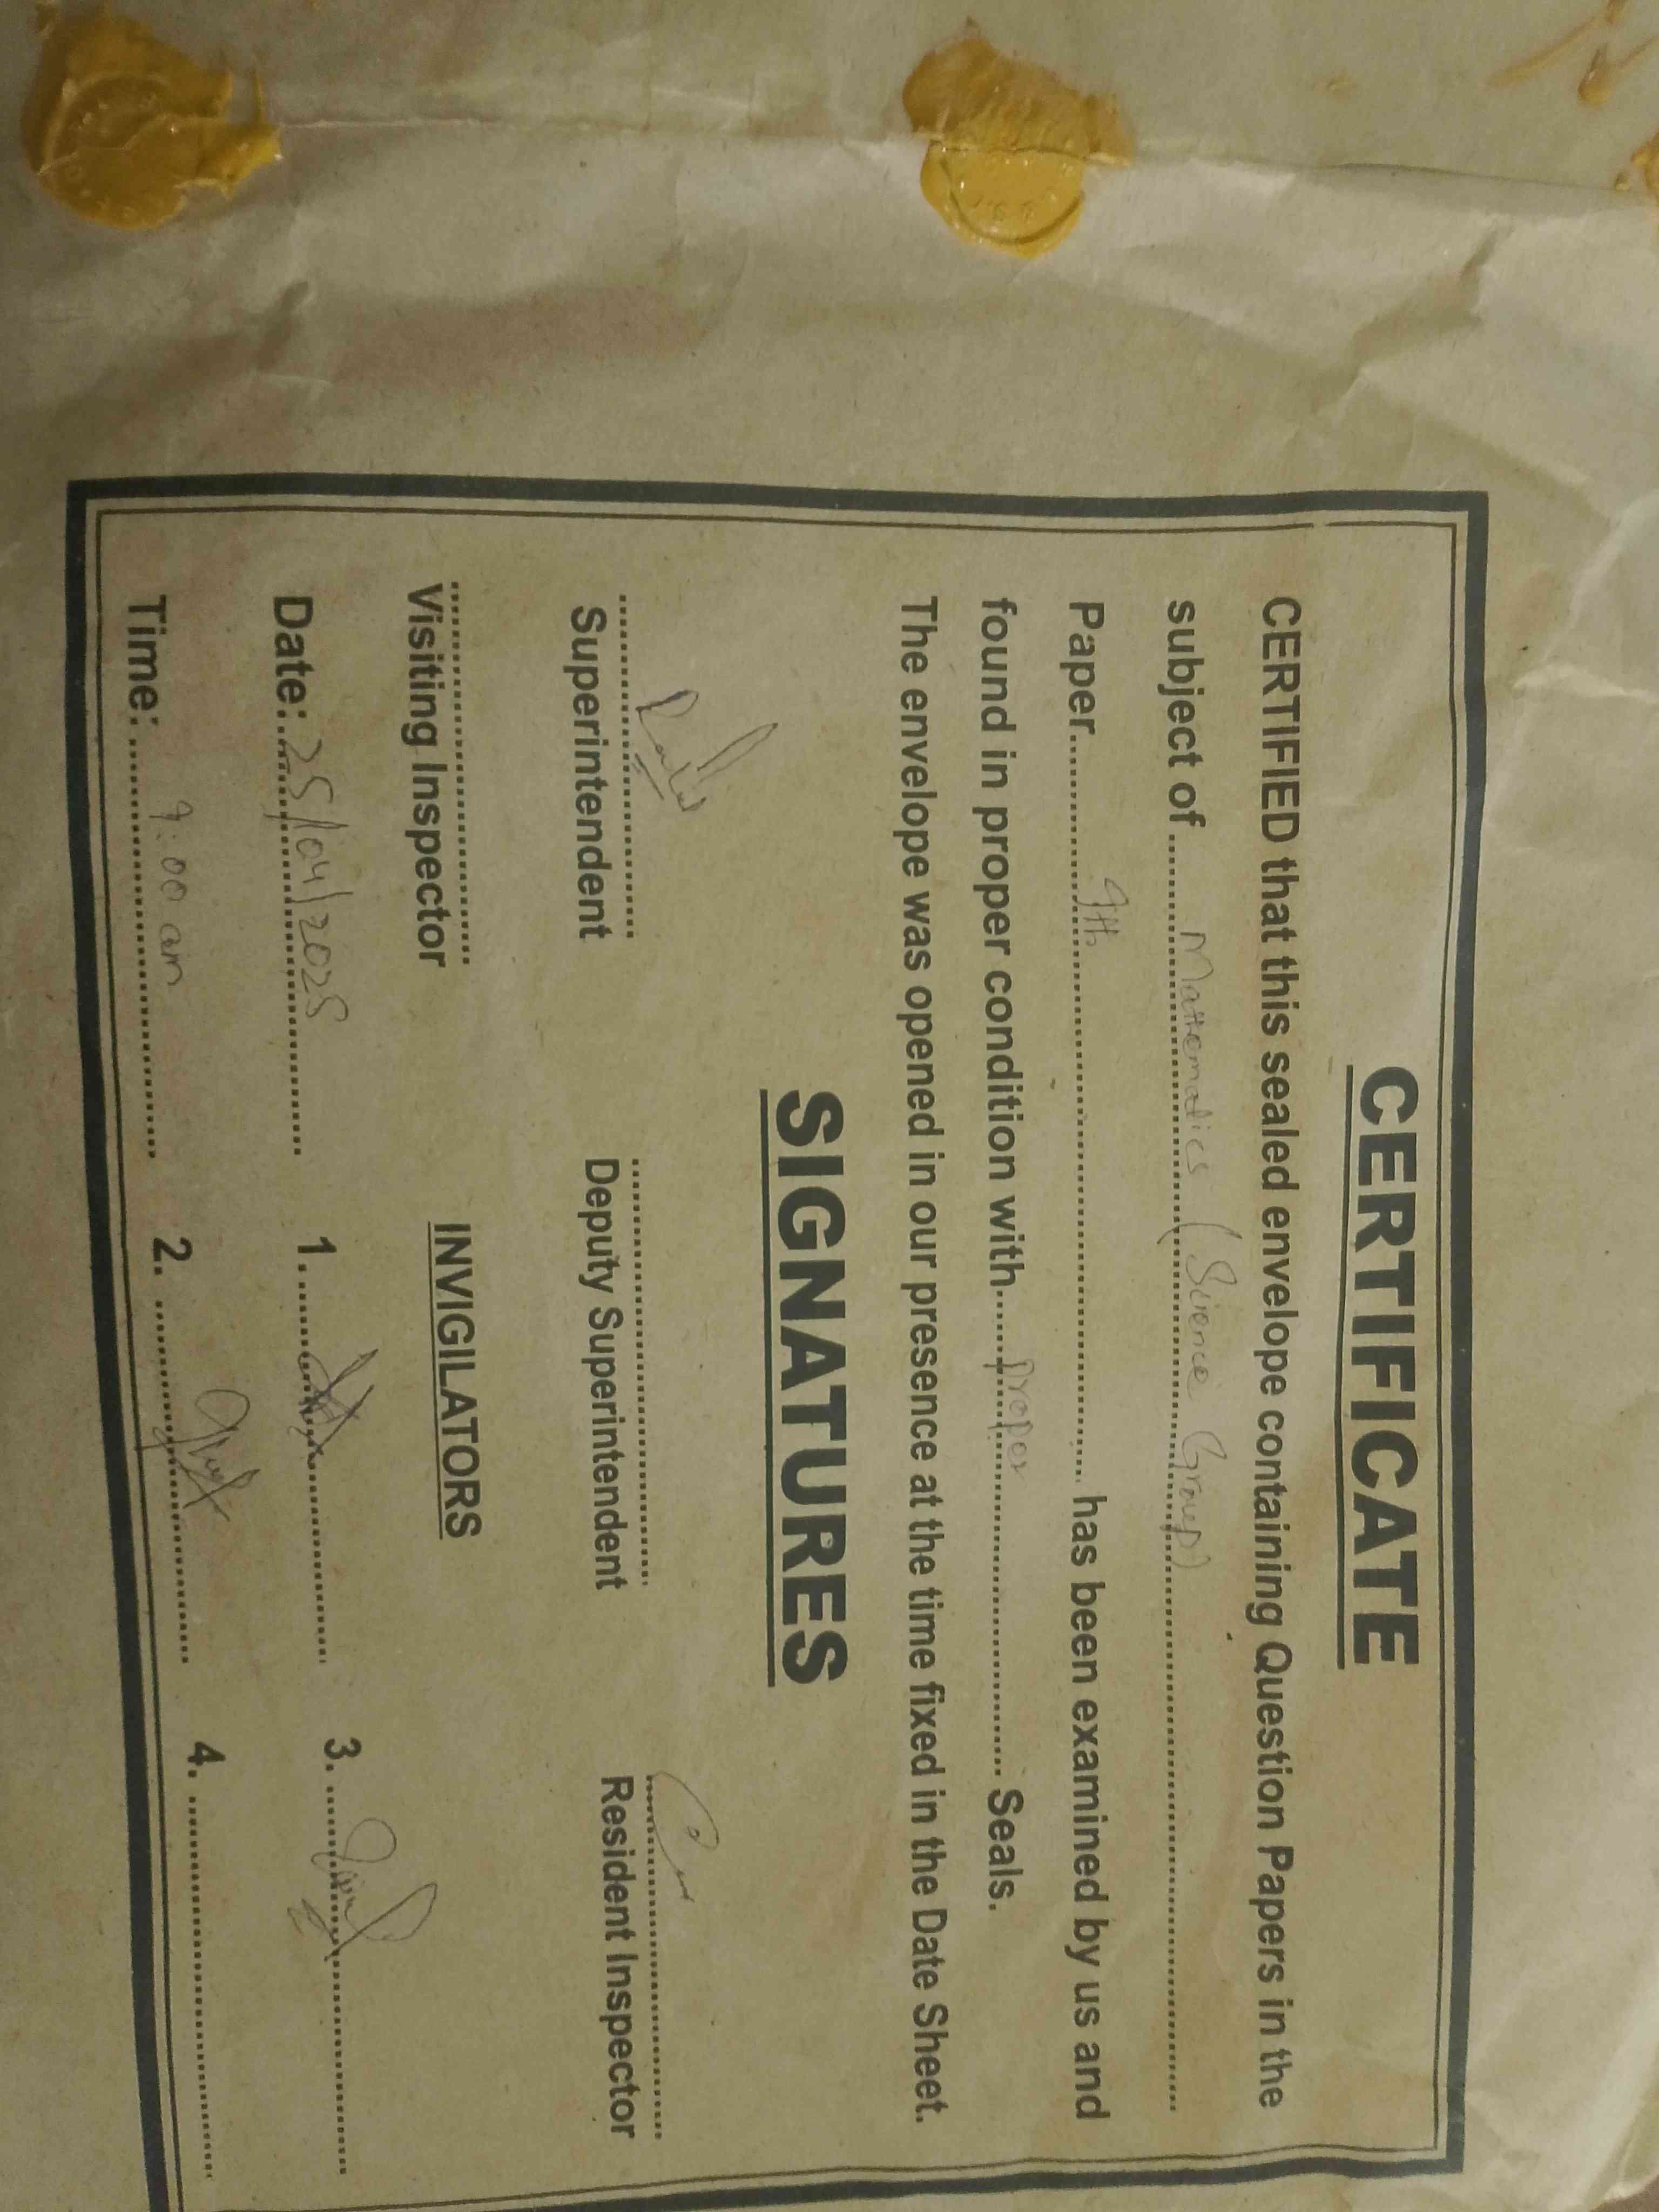 CERTIFICATE
CERTIFIED that this sealed envelope containing Question Papers in the
subject of ...... Mathematics (Science Group) ......
Paper ...... 9th ...... has been examined by us and
found in proper condition with ...... proper ...... Seals.
The envelope was opened in our presence at the time fixed in the Date Sheet.
SIGNATURES
Superintendent Deputy Superintendent Resident Inspector
Visiting Inspector INVIGILATORS
Date: 25/04/2025 1. 3.
Time: 9:00 am 2. 4.